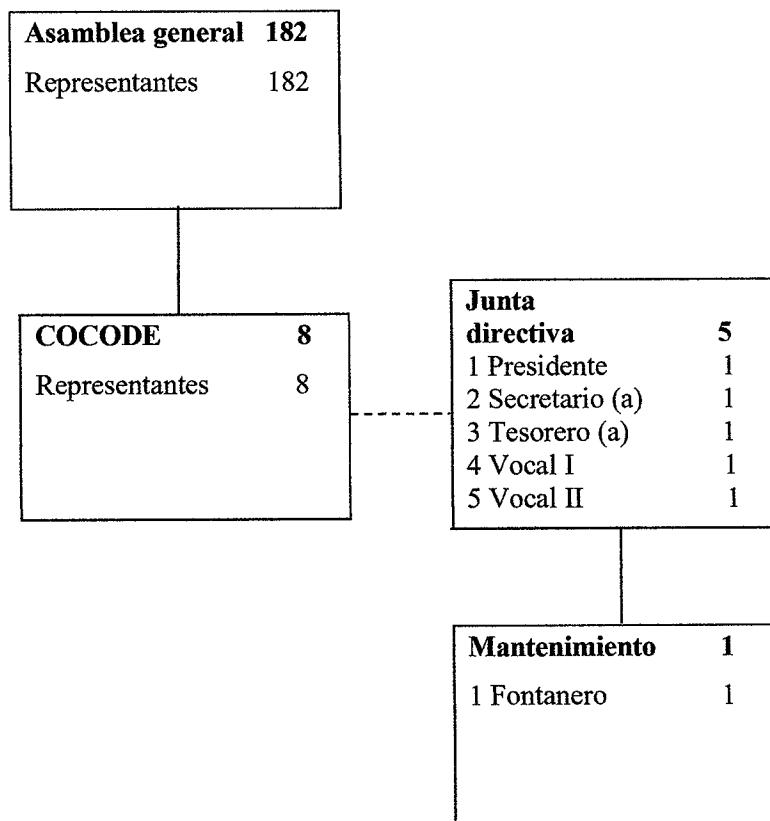 Asamblea general 182
Representantes 182
COCODE 8
Representantes 8
Junta
directiva 5
1 Presidente 1
2 Secretario (a) 1
3 Tesorero (a) 1
4 Vocal I 1
5 Vocal II 1
Mantenimiento 1
1 Fontanero 1